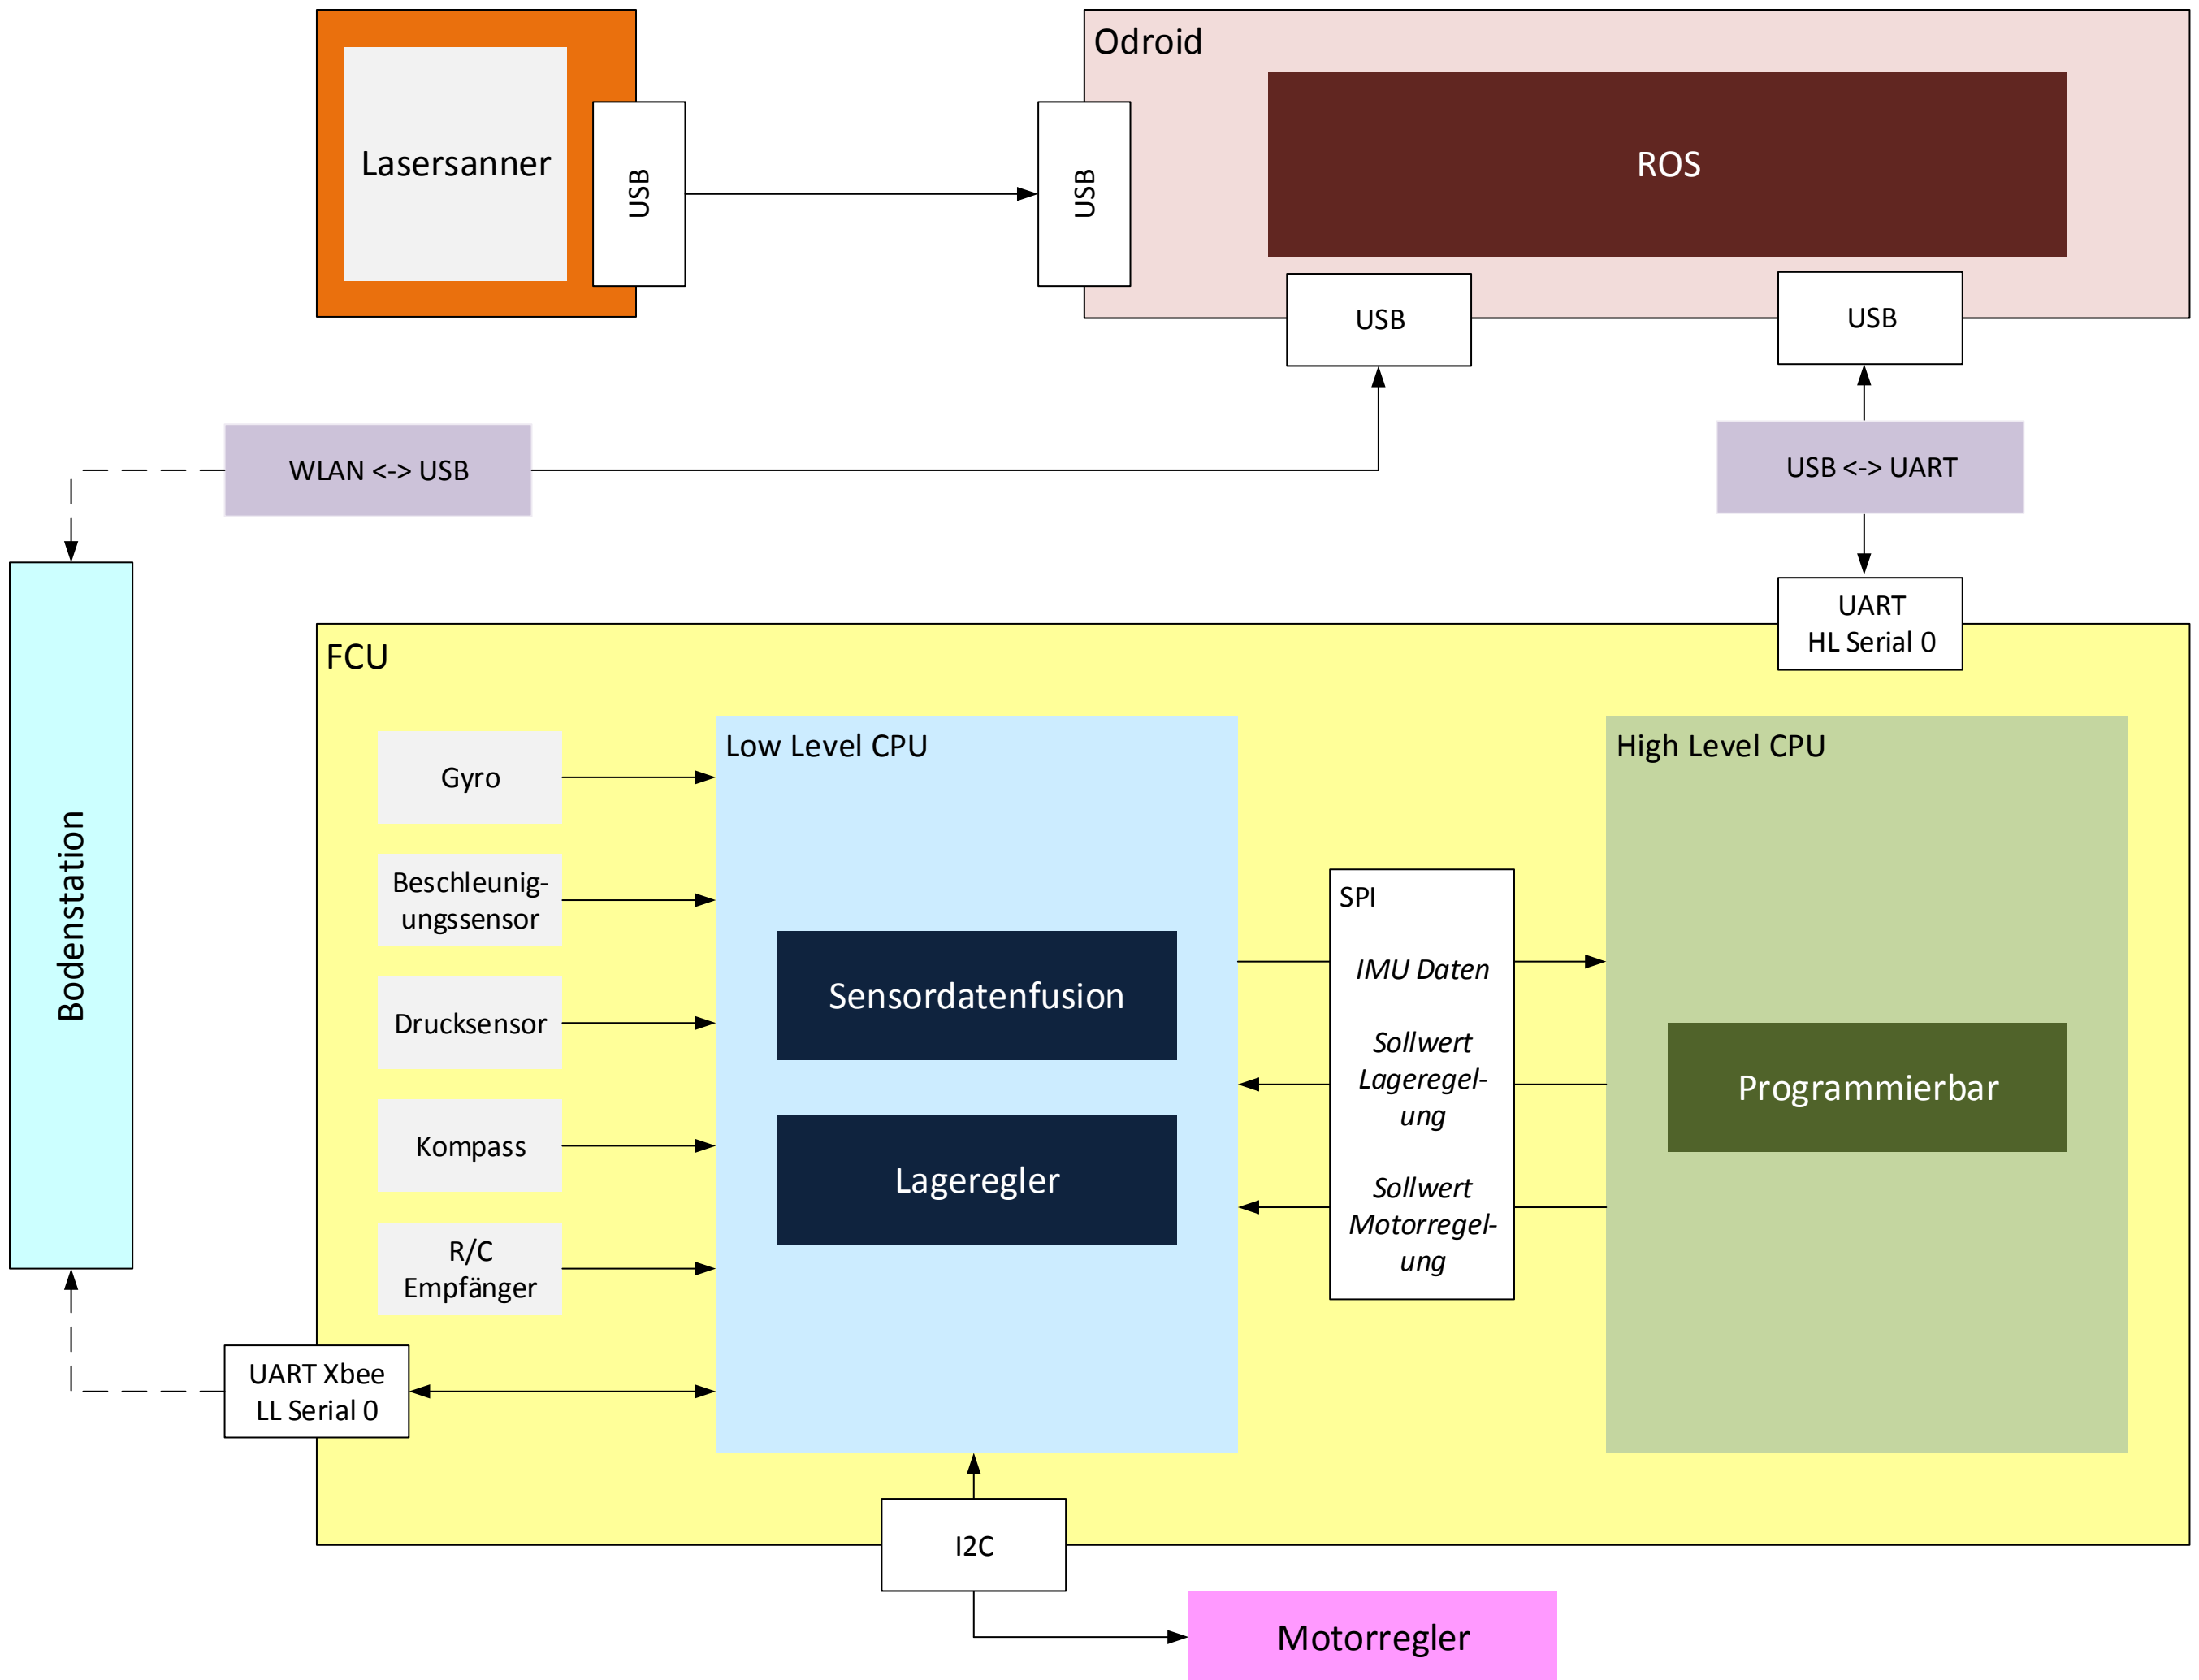 Lasersanner
USB
Odroid
USB
ROS
USB
USB
WLAN <-> USB
USB <-> UART
Bodenstation
UART
HL Serial 0
FCU
Gyro
Beschleunig-
ungssensor
Drucksensor
Kompass
R/C
Empfänger
UART Xbee
LL Serial 0
Low Level CPU
Sensordatenfusion
Lageregler
SPI
IMU Daten
Sollwert
Lageregel-
ung
Sollwert
Motorregel-
ung
High Level CPU
Programmierbar
I2C
Motorregler